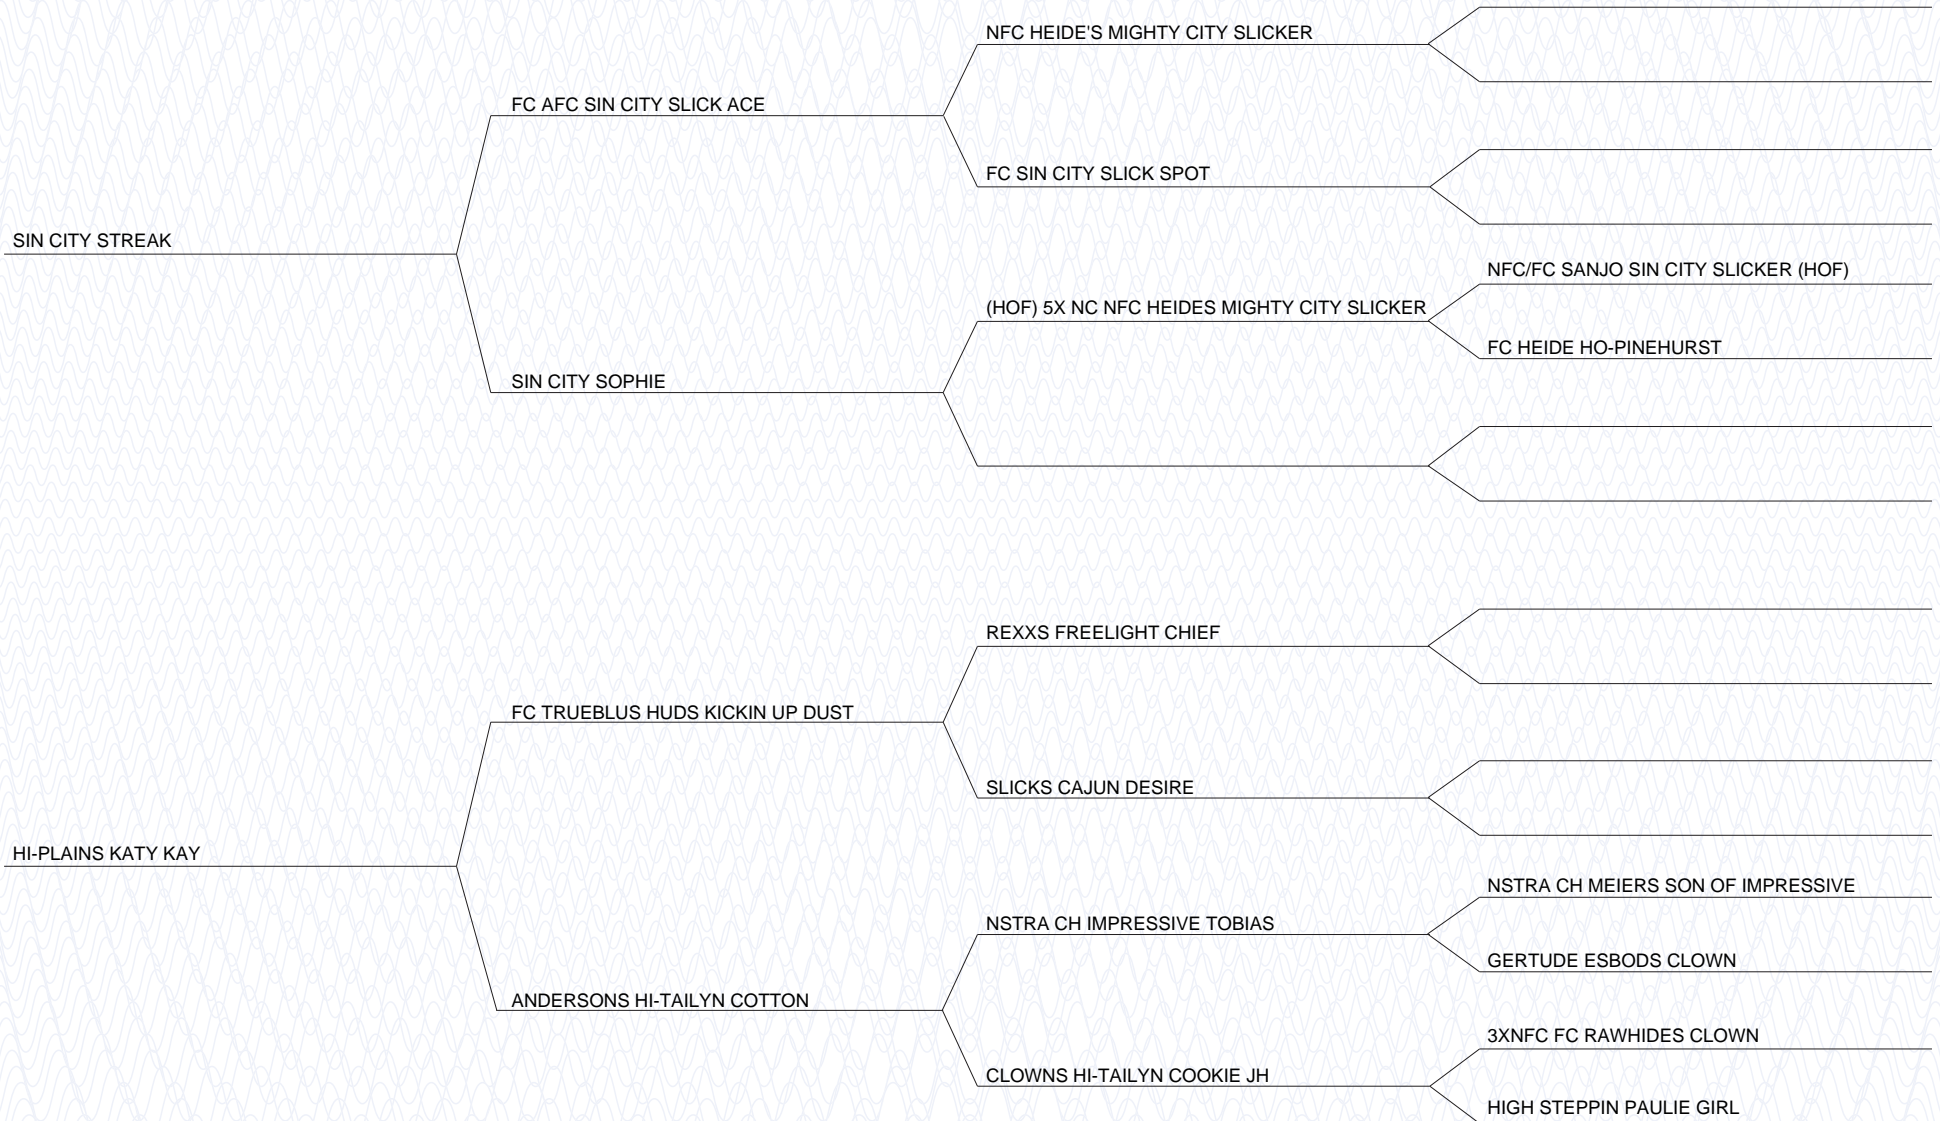 NFC HEIDE'S MIGHTY CITY SLICKER
FC AFC SIN CITY SLICK ACE
FC SIN CITY SLICK SPOT
SIN CITY STREAK
NFC/FC SANJO SIN CITY SLICKER (HOF)
(HOF) 5X NC NFC HEIDES MIGHTY CITY SLICKER
FC HEIDE HO-PINEHURST
SIN CITY SOPHIE
REXXS FREELIGHT CHIEF
FC TRUEBLUS HUDS KICKIN UP DUST
SLICKS CAJUN DESIRE
HI-PLAINS KATY KAY
NSTRA CH MEIERS SON OF IMPRESSIVE
NSTRA CH IMPRESSIVE TOBIAS
GERTUDE ESBODS CLOWN
ANDERSONS HI-TAILYN COTTON
3XNFC FC RAWHIDES CLOWN
CLOWNS HI-TAILYN COOKIE JH
HIGH STEPPIN PAULIE GIRL